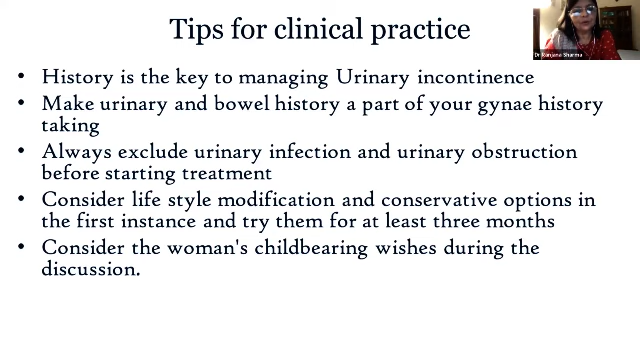 Tips for clinical practice
Dr Ranjana Sharma
• History is the key to managing Urinary incontinence
• Make urinary and bowel history a part of your gynae history
taking
• Always exclude urinary infection and urinary obstruction
before starting treatment
• Consider life style modification and conservative options in
the first instance and try them for at least three months
• Consider the woman's childbearing wishes during the
discussion.